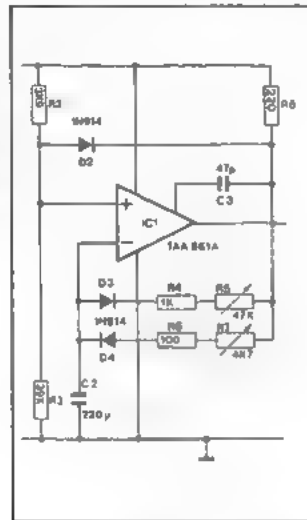 R2
R8
1N914
D2
47µ
C3
IC1
TAA 861A
D3
R4
R5
1K
47K
1N914
R6
R7
100
4K7
D4
C2
R3
220µ